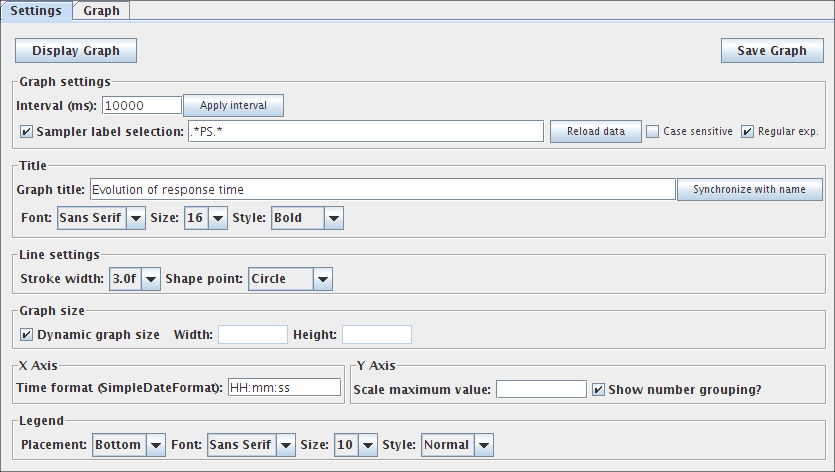 Settings Graph
Display Graph Save Graph
Graph settings
Interval (ms): 10000 Apply interval
Sampler label selection: .*PS.* Reload data Case sensitive Regular exp.
Title
Graph title: Evolution of response time Synchronize with name
Font: Sans Serif Size: 16 Style: Bold
Line settings
Stroke width: 3.0f Shape point: Circle
Graph size
Dynamic graph size Width: Height:
X Axis Y Axis
Time format (SimpleDateFormat): HH:mm:ss Scale maximum value: Show number grouping?
Legend
Placement: Bottom Font: Sans Serif Size: 10 Style: Normal